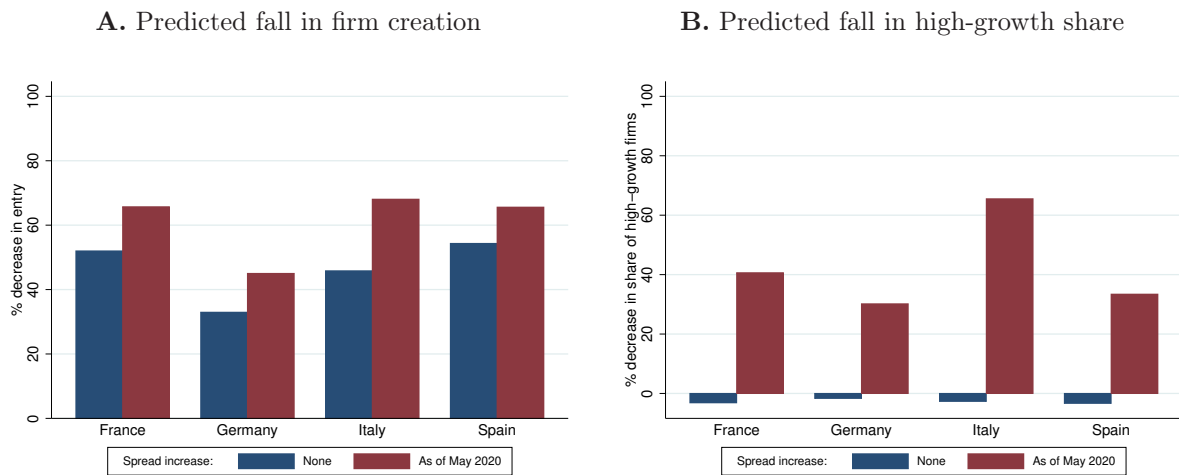 A. Predicted fall in firm creation
% decrease in entry
100
80
60
40
20
0
France Germany Italy Spain
Spread increase: None As of May 2020
B. Predicted fall in high-growth share
% decrease in share of high−growth firms
100
80
60
40
20
0
France Germany Italy Spain
Spread increase: None As of May 2020